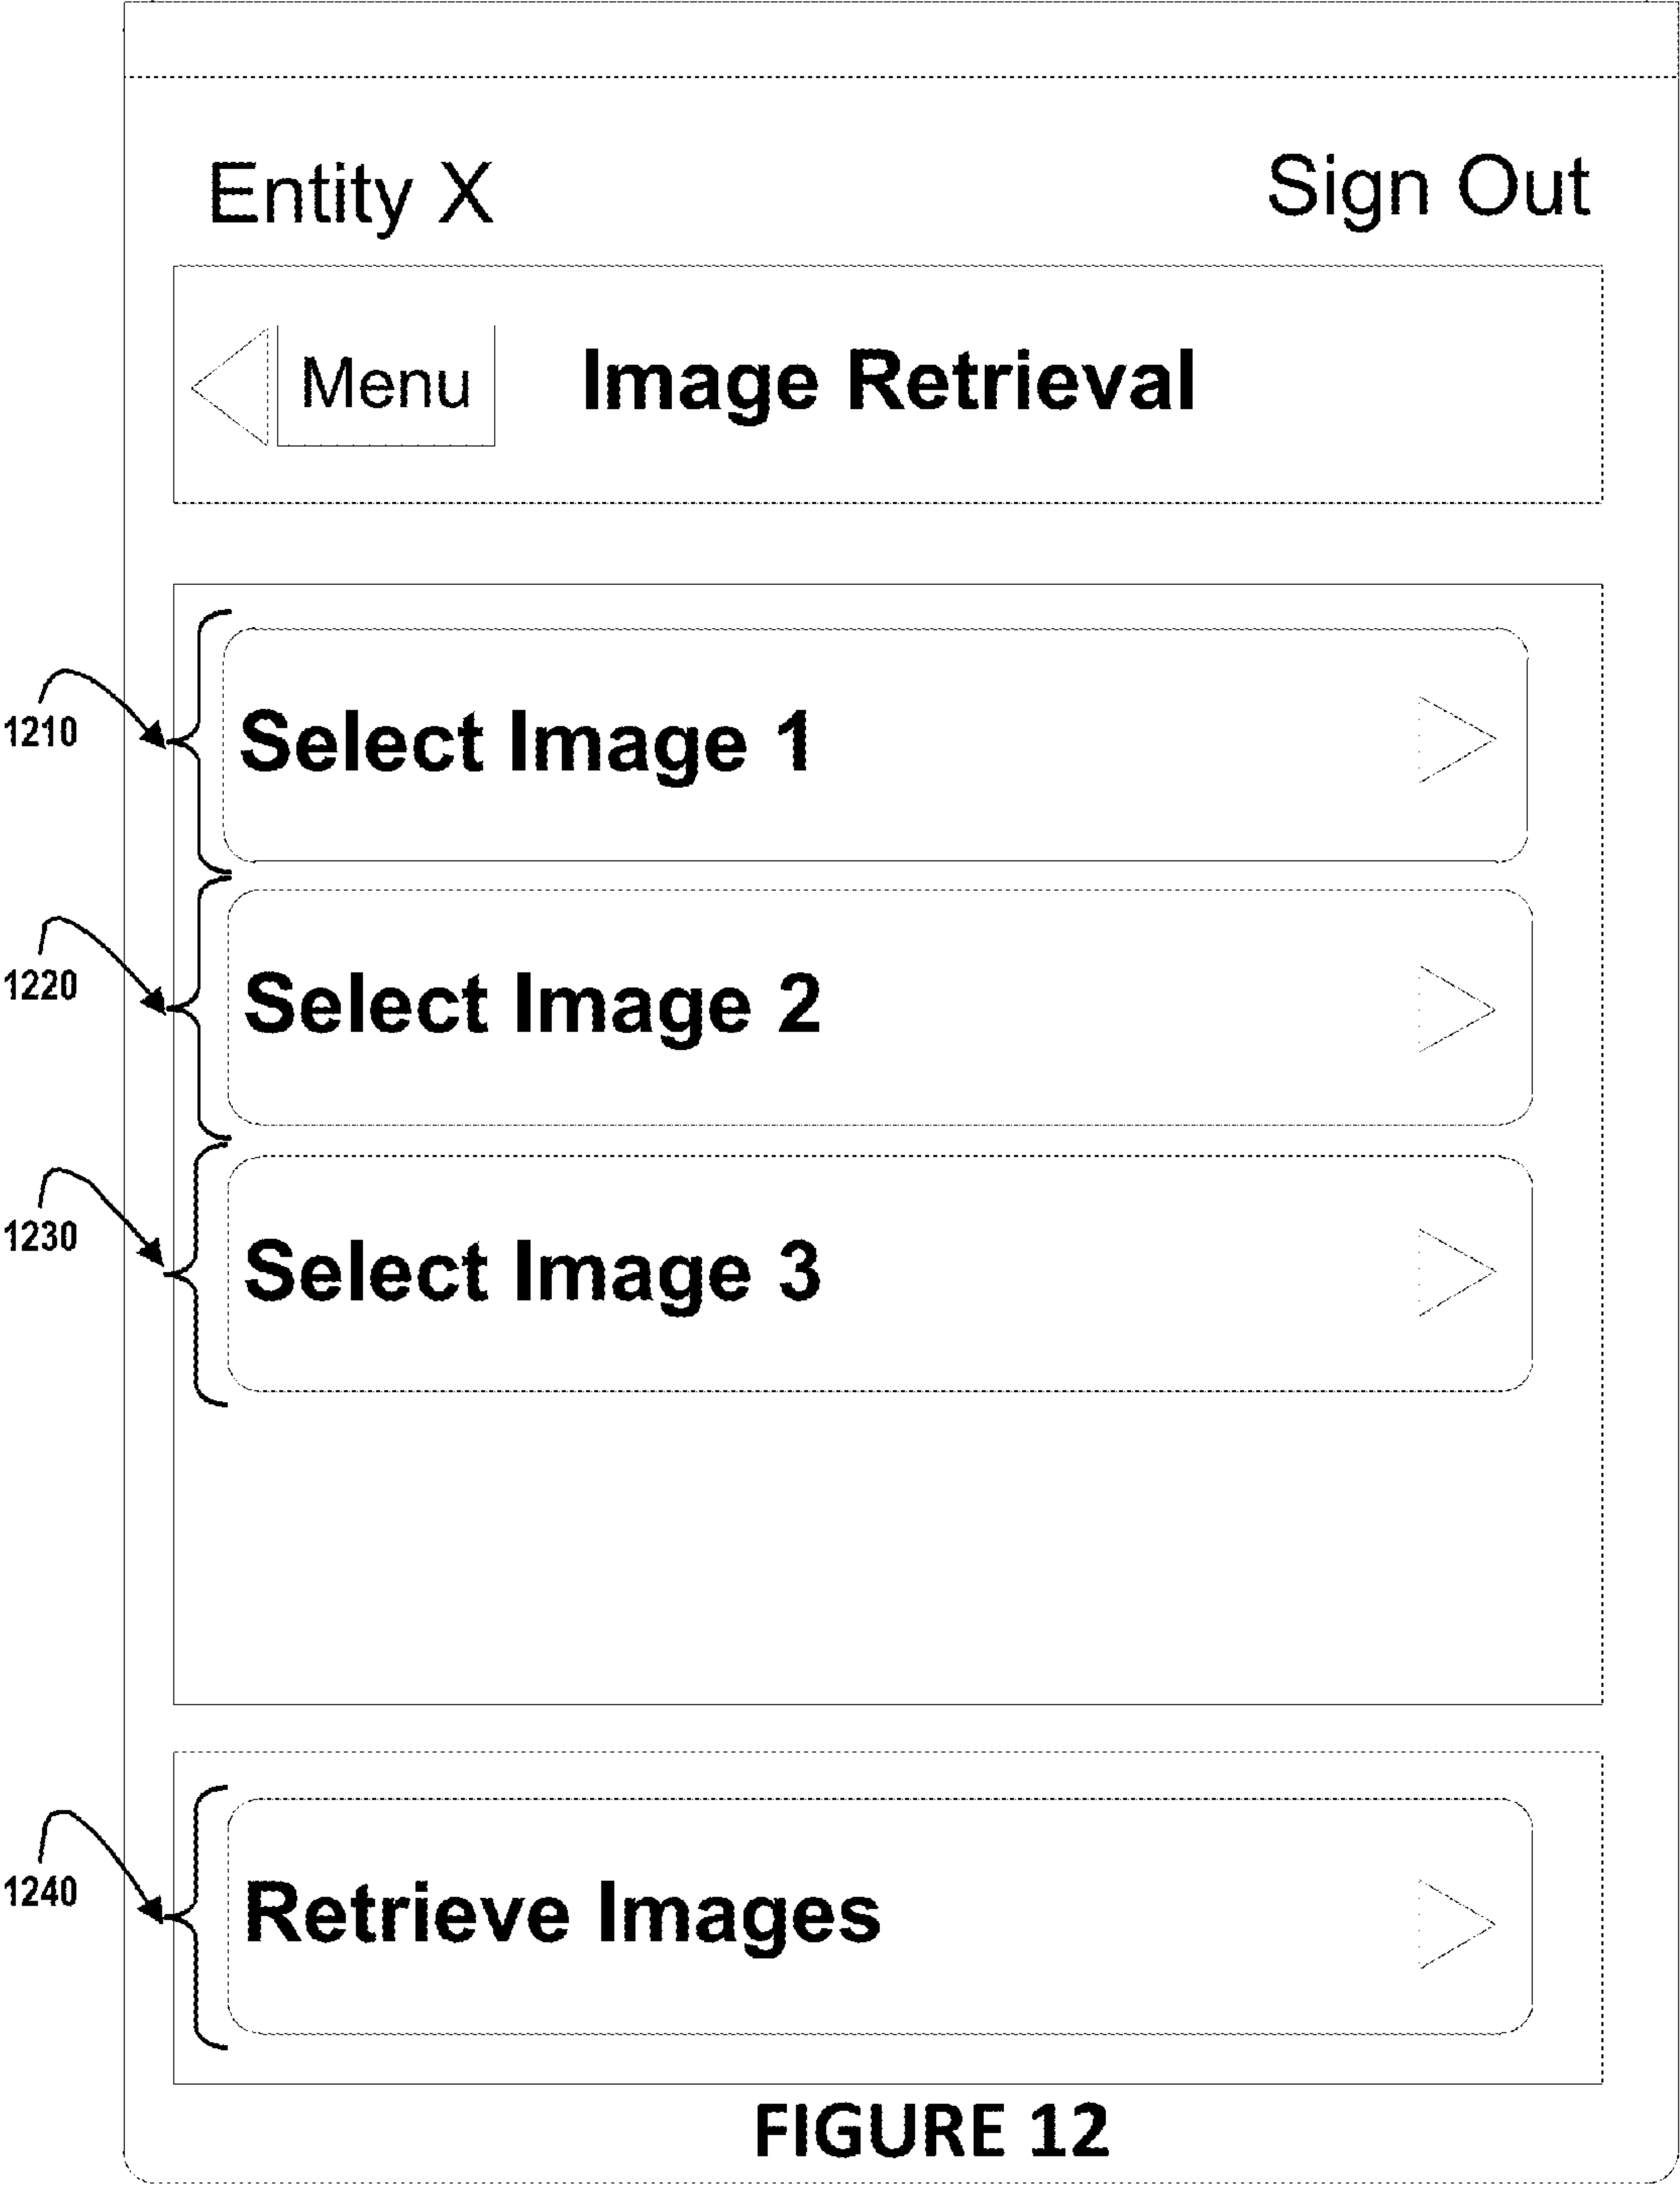 Entity X Sign Out
Menu Image Retrieval
1210 Select Image 1
1220 Select Image 2
1230 Select Image 3
1240 Retrieve Images
FIGURE 12